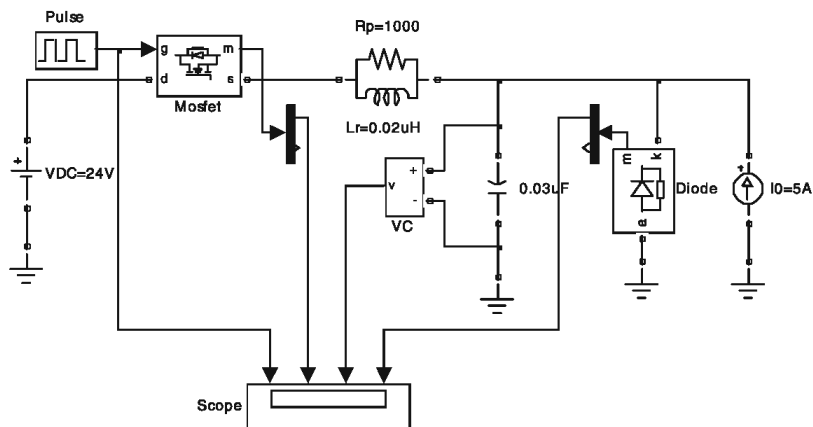 Pulse
g
m
d
s
Mosfet
Rp=1000
Lr=0.02uH
+
VDC=24V
+
v
-
VC
0.03uF
m
k
a
Diode
+
I0=5A
Scope